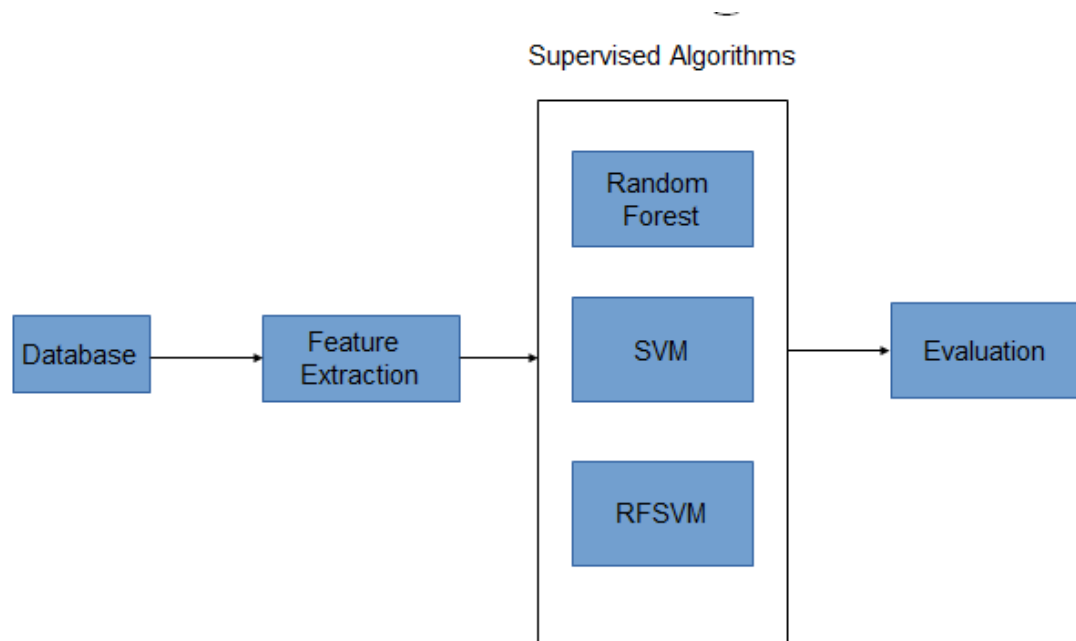 Supervised Algorithms
Random
Forest
Database
Feature
Extraction
SVM
Evaluation
RFSVM